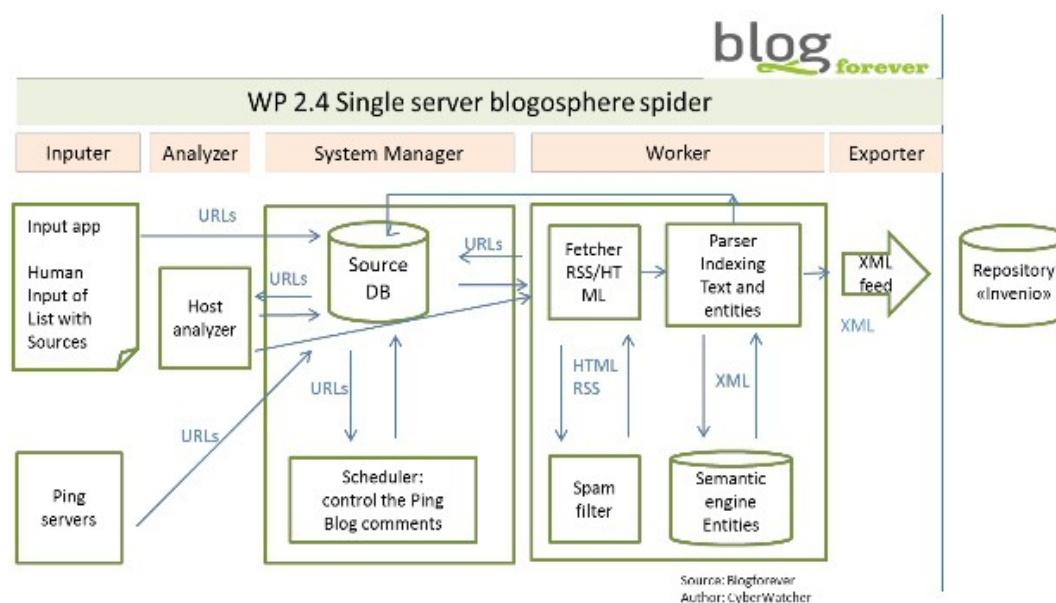 blog
forever
WP 2.4 Single server blogosphere spider
Inputer
Analyzer
System Manager
Worker
Exporter
Input app
Human
Input of
List with
Sources
URLs
Host
analyzer
URLs
Source
DB
URLs
Fetcher
RSS/HT
ML
Parser
Indexing
Text and
entities
XML
feed
XML
Repository
«Invenio»
URLs
URLs
HTML
RSS
XML
Ping
servers
Scheduler:
control the Ping
Blog comments
Spam
filter
Semantic
engine
Entities
Source: Blogforever
Author: CyberWatcher